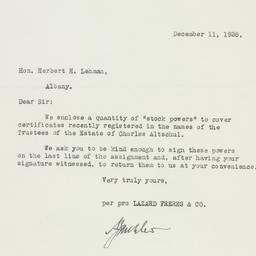 December 11, 1938.
Hon. Herbert H. Lehman,
Albany.
Dear Sir:
We enclose a quantity of "stock powers" to cover
certificates recently registered in the names of the
Trustees of the Estate of Charles Altschul.
We ask you to be kind enough to sign these powers
on the last line of the assignment and, after having your
signature witnessed, to return them to us at your convenience.
Very truly yours,
per pro LAZARD FRERES & CO.